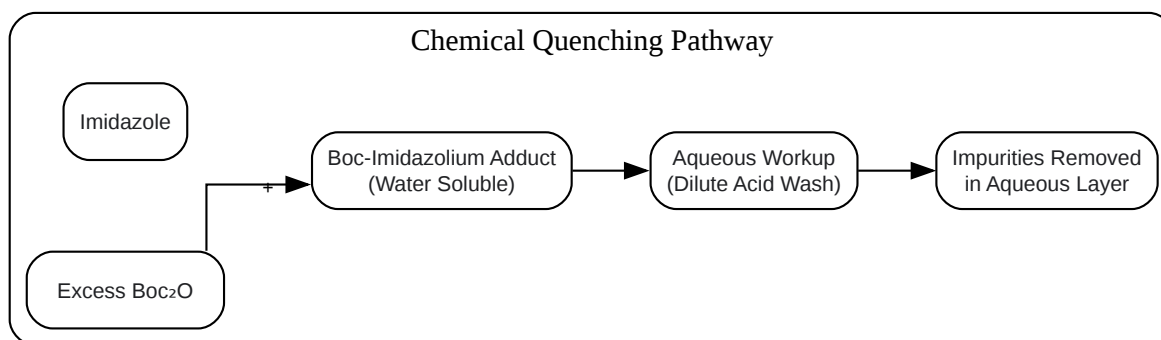 Chemical Quenching Pathway
Imidazole
Boc-Imidazolium Adduct
(Water Soluble)
Aqueous Workup
(Dilute Acid Wash)
Impurities Removed
in Aqueous Layer
+
Excess Boc₂O